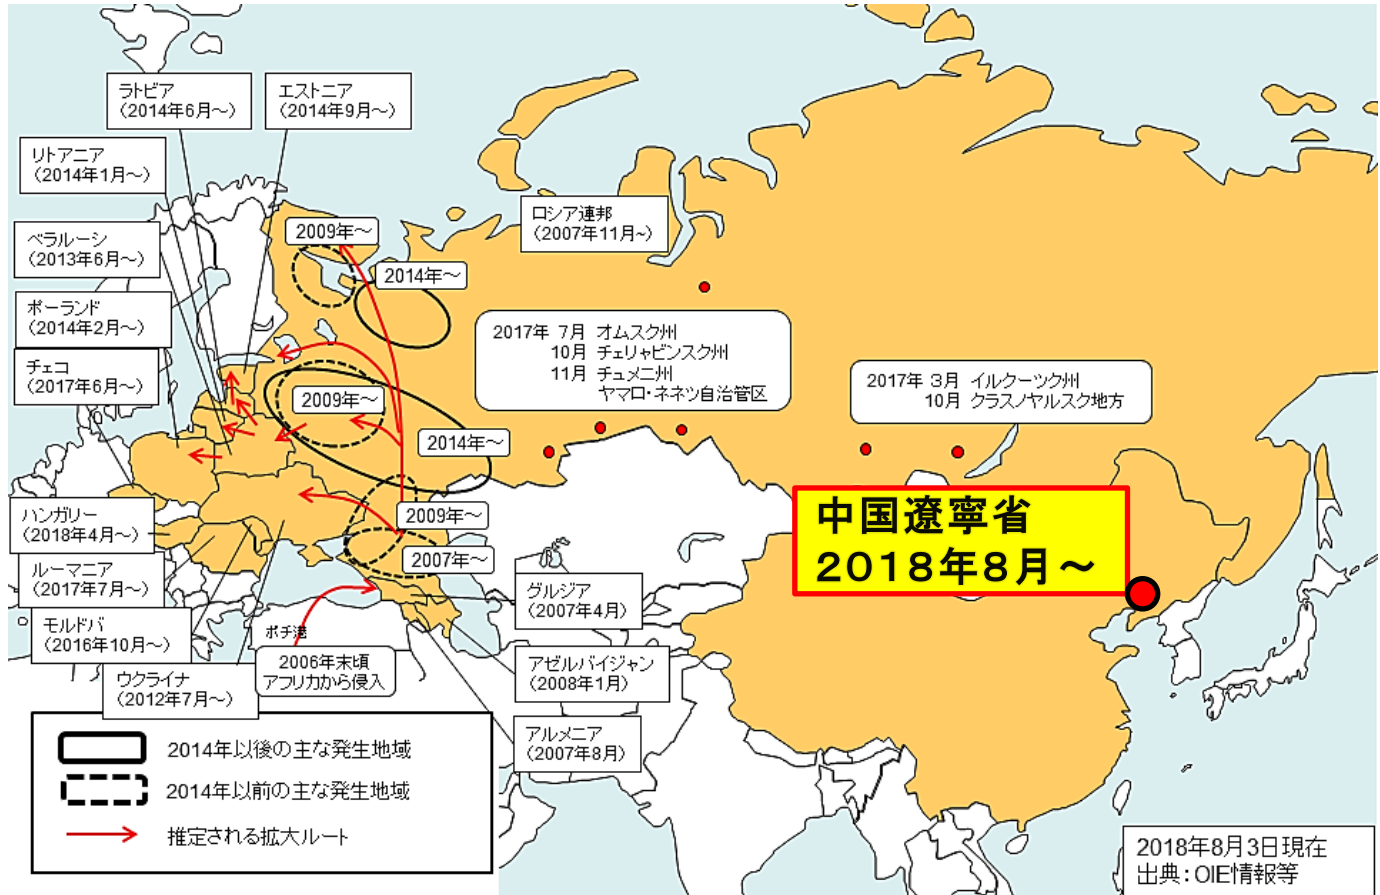 ラトビア
（2014年6月～）
エストニア
（2014年9月～）
リトアニア
（2014年1月～）
ベラルーシ
（2013年6月～）
ポーランド
（2014年2月～）
チェコ
（2017年6月～）
ロシア連邦
（2007年11月~）
2009年～
2014年～
2009年～
2014年～
2009年～
2007年～
2017年 7月 オムスク州
10月 チェリャビンスク州
11月 チュメニ州
ヤマロ・ネネツ自治管区
2017年 3月 イルクーツク州
10月 クラスノヤルスク地方
中国遼寧省
2018年8月～
ハンガリー
（2018年4月～）
ルーマニア
（2017年7月～）
モルドバ
（2016年10月～）
ウクライナ
（2012年7月～）
ポチ港
2006年末頃
アフリカから侵入
グルジア
（2007年4月）
アゼルバイジャン
（2008年1月）
アルメニア
（2007年8月）
2014年以後の主な発生地域
2014年以前の主な発生地域
推定される拡大ルート
2018年8月3日現在
出典：OIE情報等